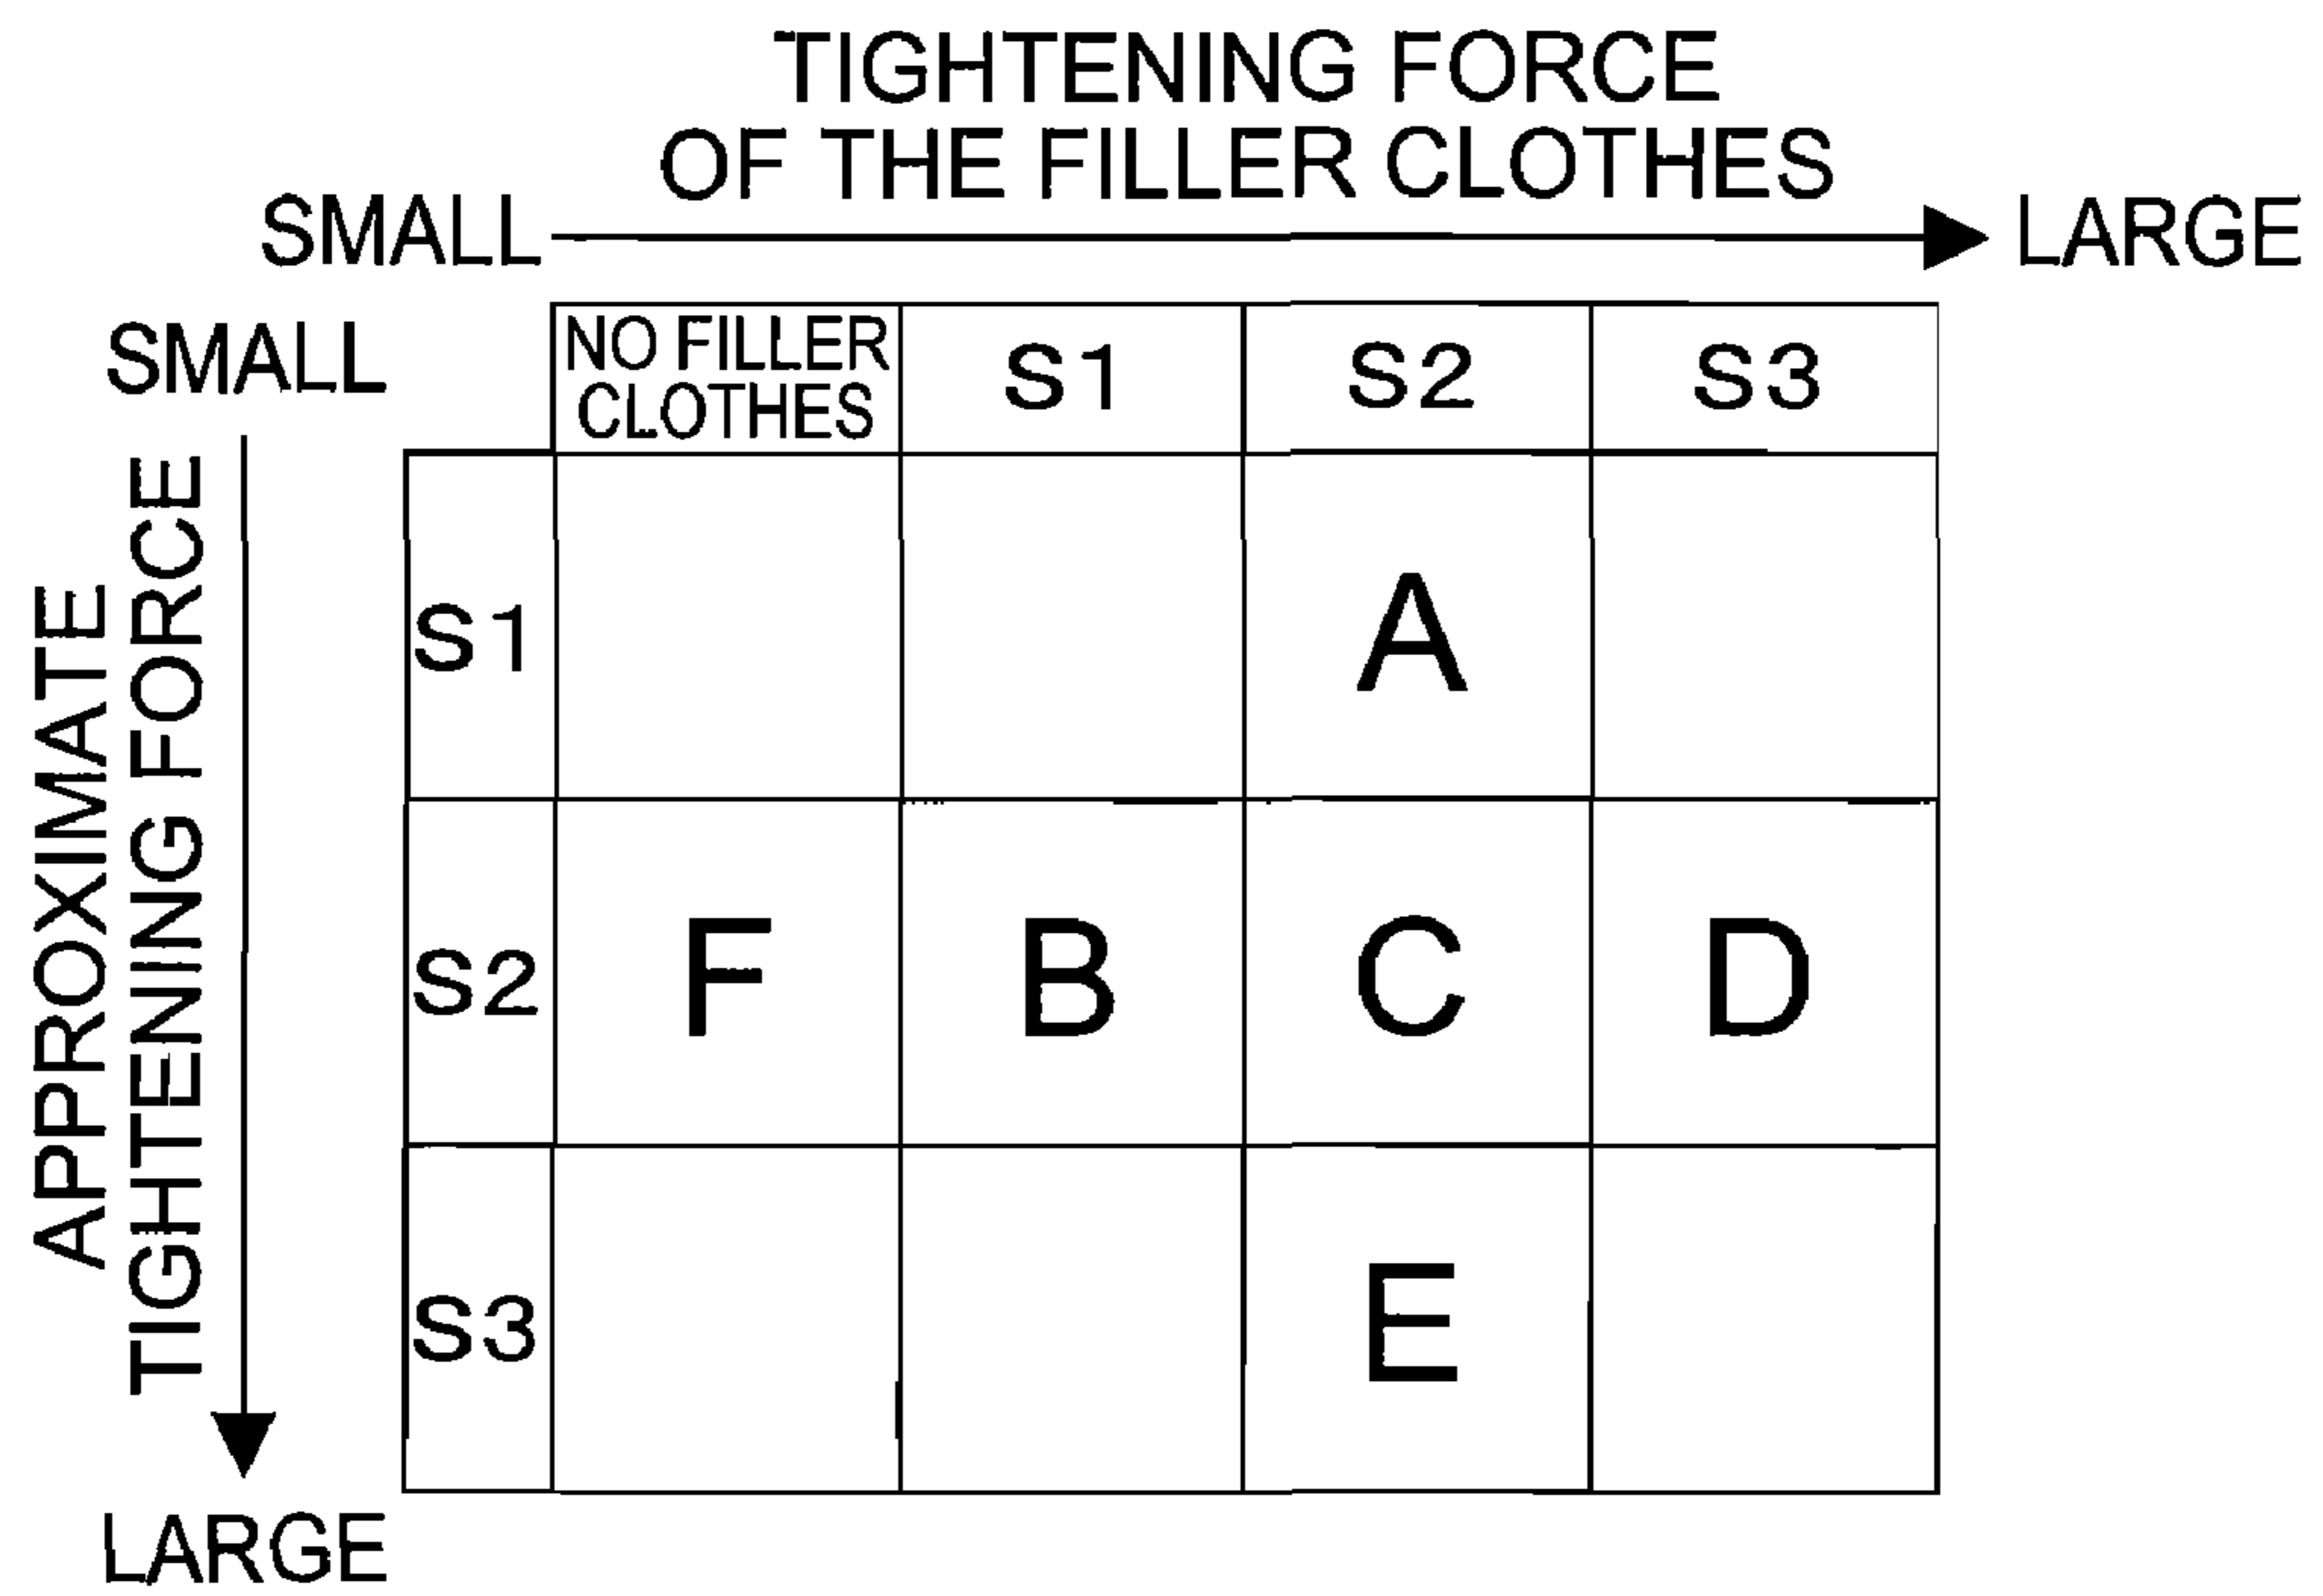 TIGHTENING FORCE
OF THE FILLER CLOTHES
SMALL
LARGE
SMALL
APPROXIMATE
TIGHTENING FORCE
LARGE
NO FILLER
CLOTHES
S1
S2
S3
S1
A
S2
F
B
C
D
S3
E